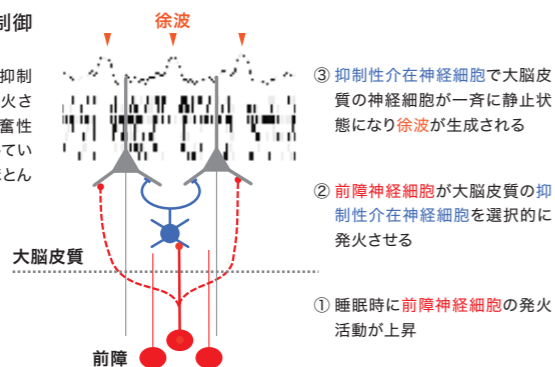 制御
徐波
抑制
火さ
奮性
てい
とん
③ 抑制性介在神経細胞で大脳皮
質の神経細胞が一斉に静止状
態になり徐波が生成される
② 前障神経細胞が大脳皮質の抑
制性介在神経細胞を選択的に
発火させる
大脳皮質
① 睡眠時に前障神経細胞の発火
活動が上昇
前障